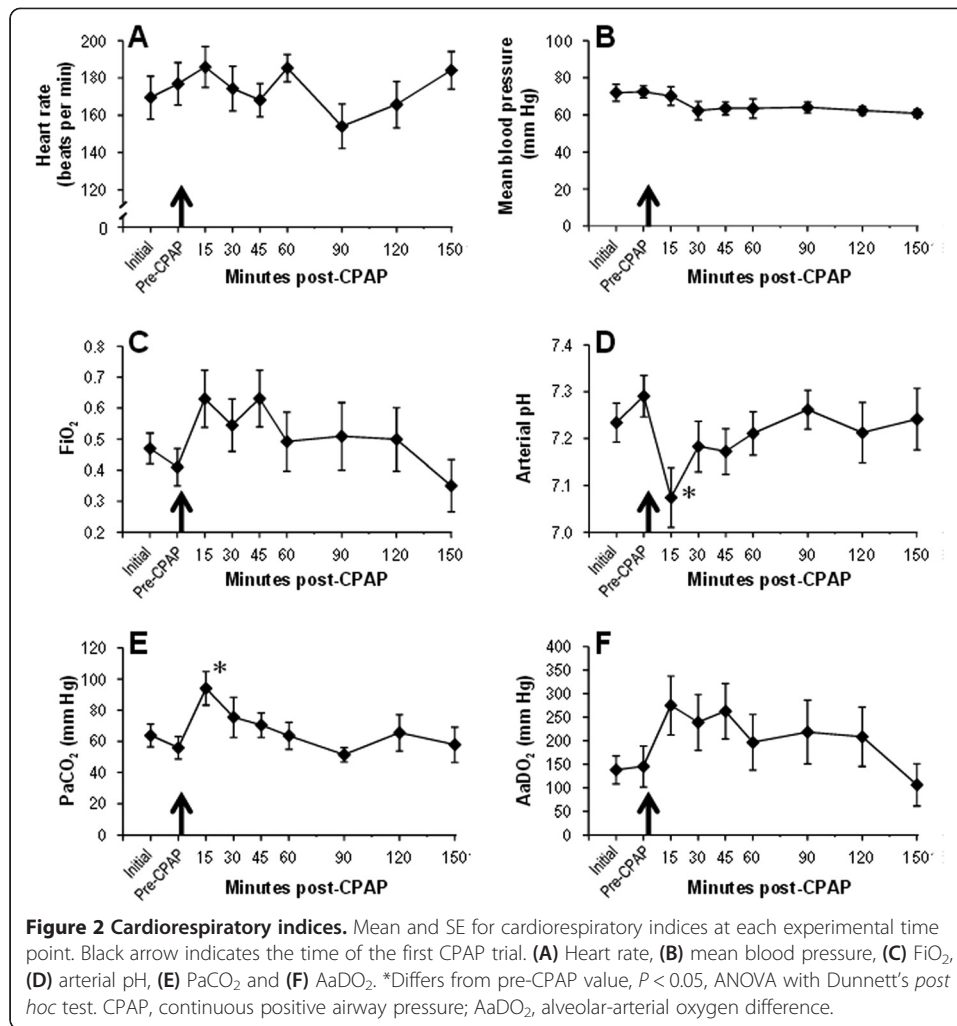 A
200
180
160
140
120
0
Heart rate
(beats per min)
Initial
Pre-CPAP
15
30
45
60
90
120
150
Minutes post-CPAP
B
100
80
60
40
20
0
Mean blood pressure
(mm Hg)
Initial
Pre-CPAP
15
30
45
60
90
120
150
Minutes post-CPAP
C
0.8
0.7
0.6
0.5
0.4
0.3
0.2
FiO₂
Initial
Pre-CPAP
15
30
45
60
90
120
150
Minutes post-CPAP
D
7.4
7.3
7.2
7.1
7.0
Arterial pH
*
Initial
Pre-CPAP
15
30
45
60
90
120
150
Minutes post-CPAP
E
120
100
80
60
40
20
0
PaCO₂ (mm Hg)
*
Initial
Pre-CPAP
15
30
45
60
90
120
150
Minutes post-CPAP
F
400
350
300
250
200
150
100
50
0
AaDO₂ (mm Hg)
Initial
Pre-CPAP
15
30
45
60
90
120
150
Minutes post-CPAP
Figure 2 Cardiorespiratory indices. Mean and SE for cardiorespiratory indices at each experimental time
point. Black arrow indicates the time of the first CPAP trial. (A) Heart rate, (B) mean blood pressure, (C) FiO₂,
(D) arterial pH, (E) PaCO₂ and (F) AaDO₂. *Differs from pre-CPAP value, P < 0.05, ANOVA with Dunnett's post
hoc test. CPAP, continuous positive airway pressure; AaDO₂, alveolar-arterial oxygen difference.